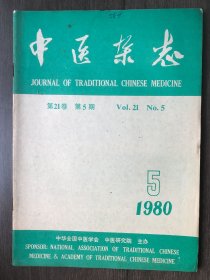 中医杂志
JOURNAL OF TRADITIONAL CHINESE MEDICINE
第21卷 第5期 Vol. 21 No. 5
5
1980
中华全国中医学会 中医研究院 主办
SPONSOR: NATIONAL ASSOCIATION OF TRADITIONAL CHINESE
MEDICINE & ACADEMY OF TRADITIONAL CHINESE MEDICINE